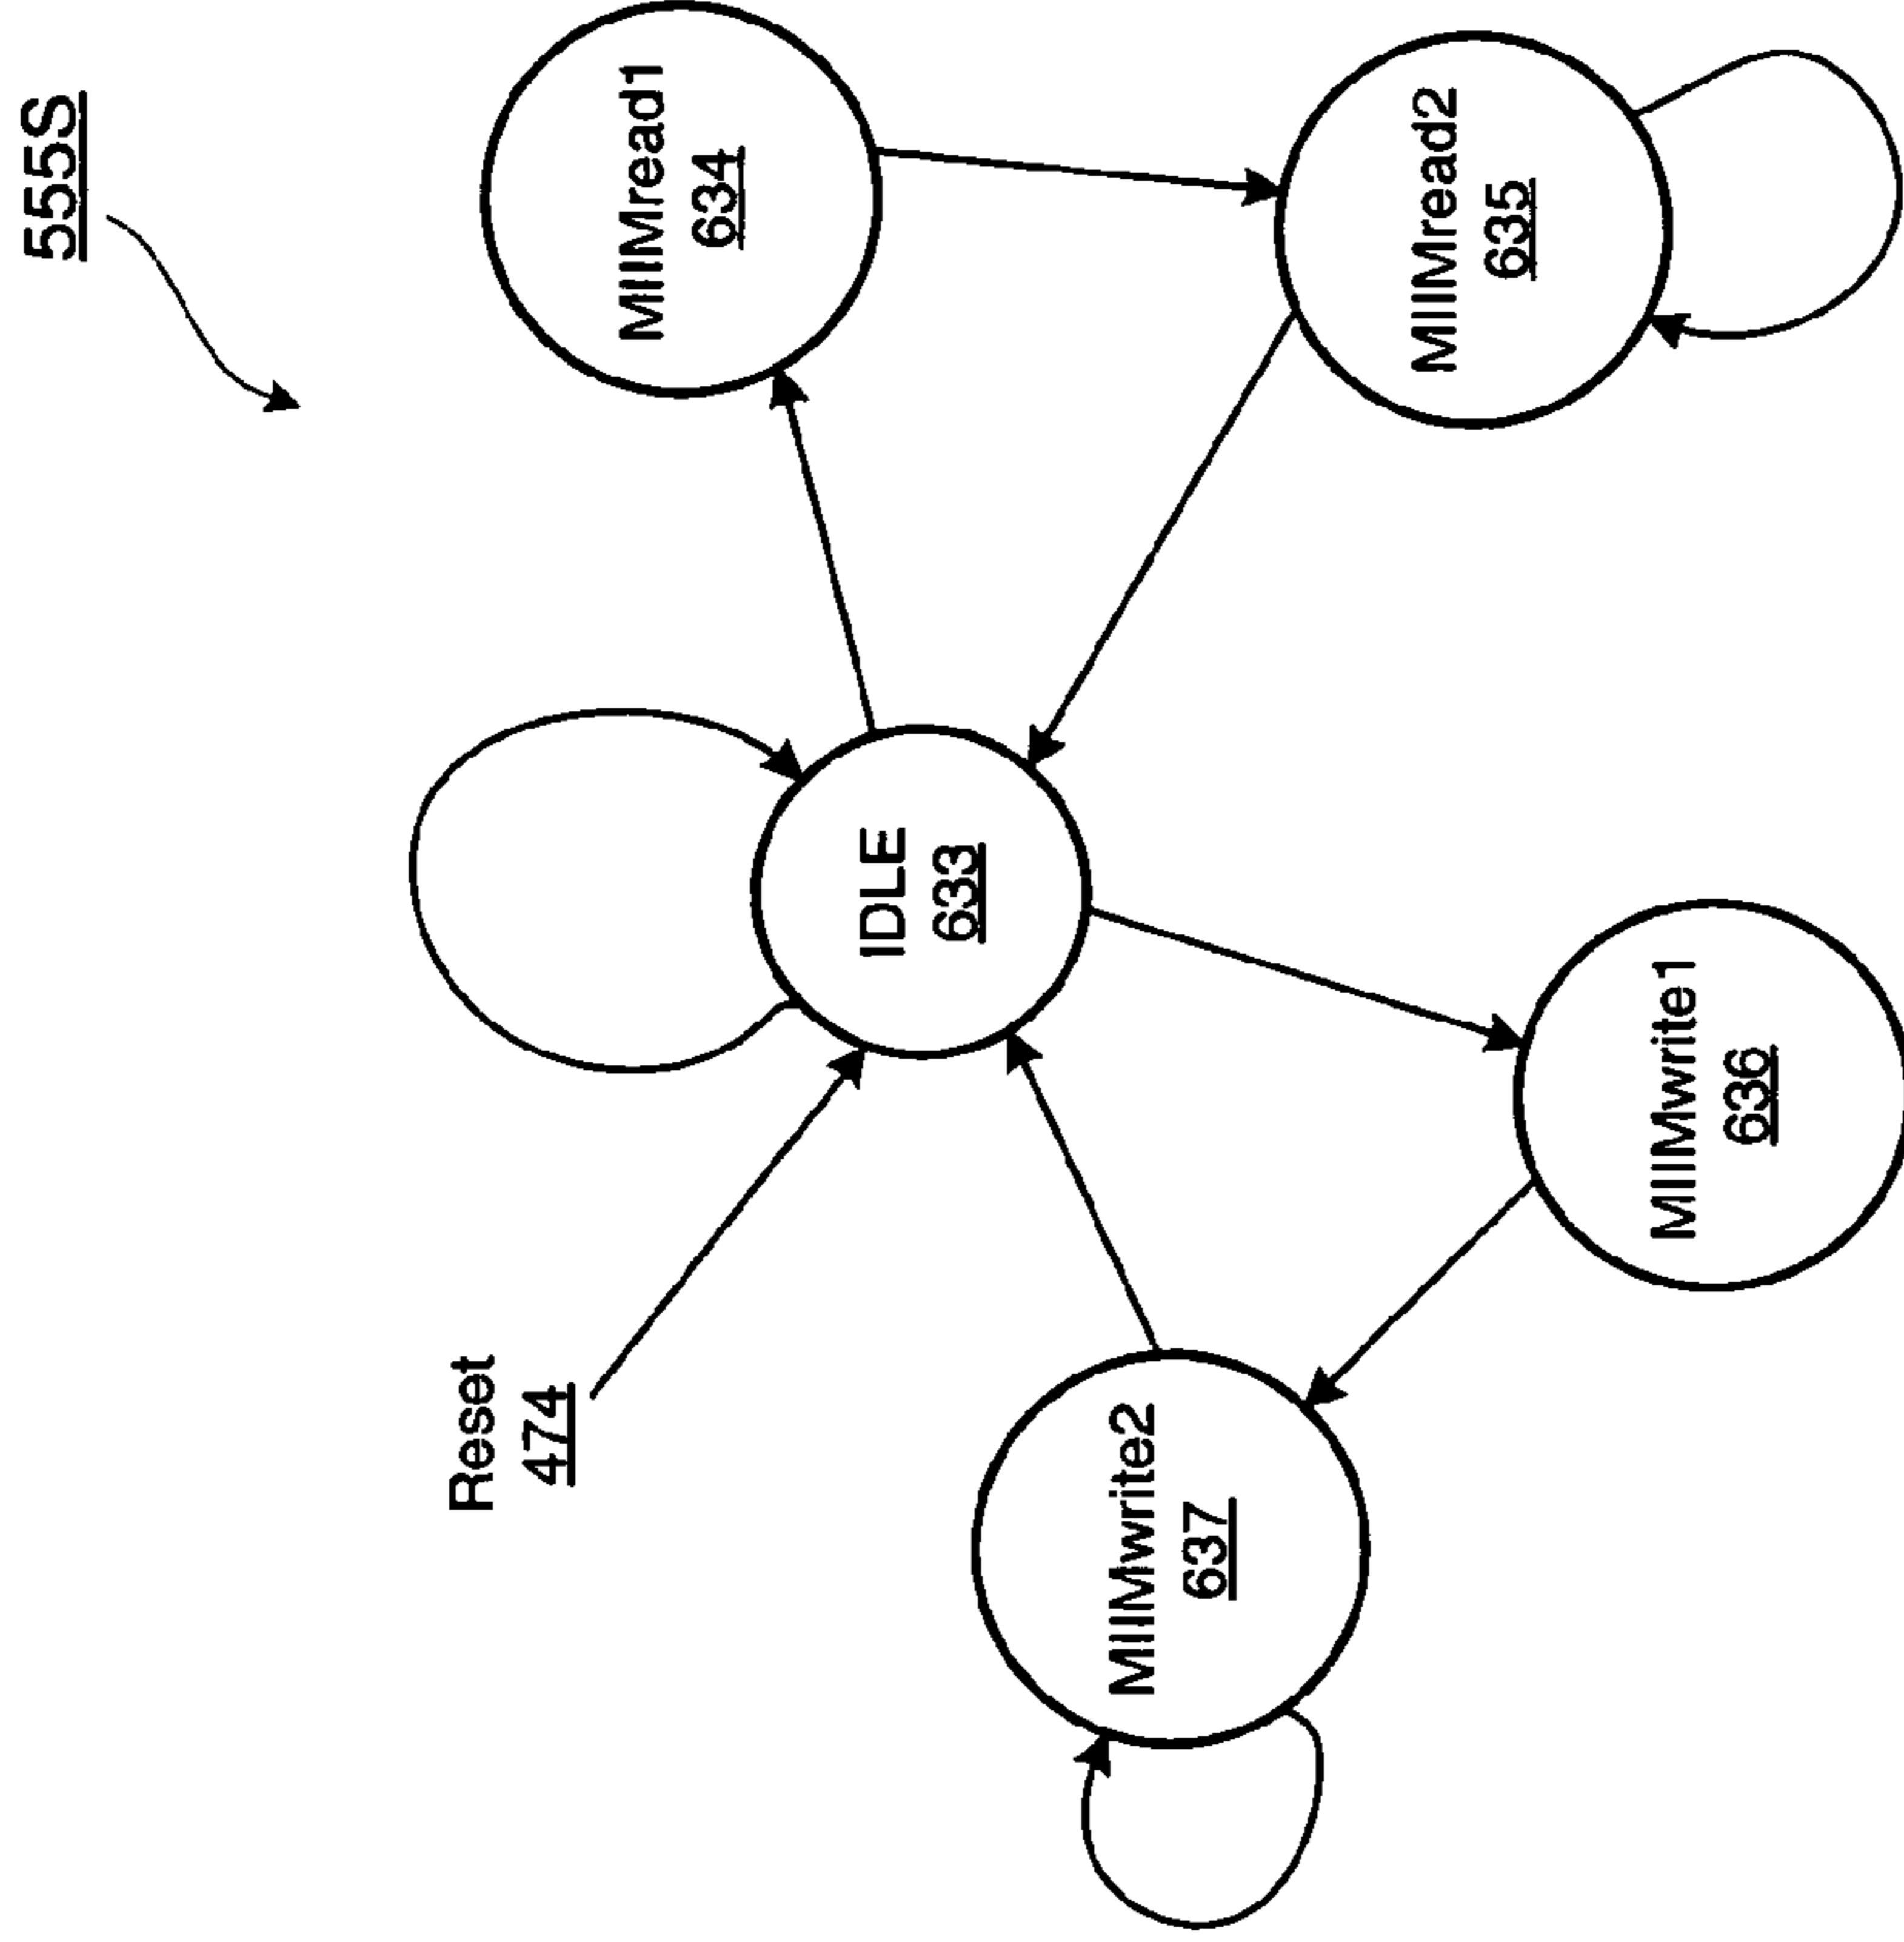 555S
Reset
474
IDLE
633
MIIMread1
634
MIIMread2
635
MIIMwrite1
636
MIIMwrite2
637